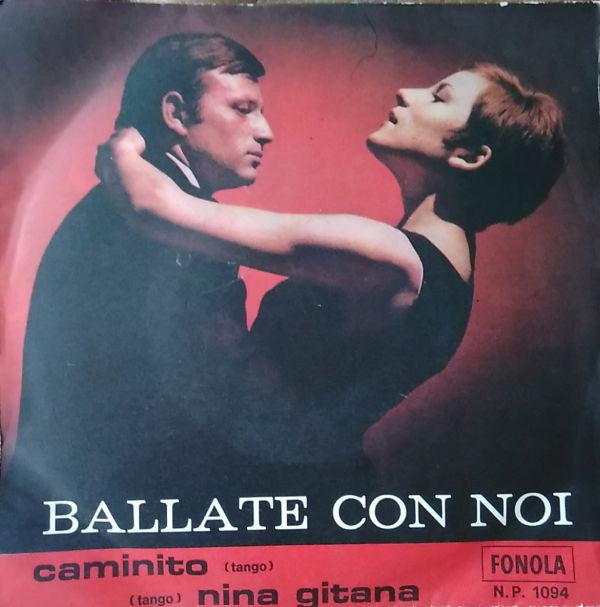 BALLATE CON NOI
caminito (tango)
(tango) nina gitana
FONOLA
N.P. 1094